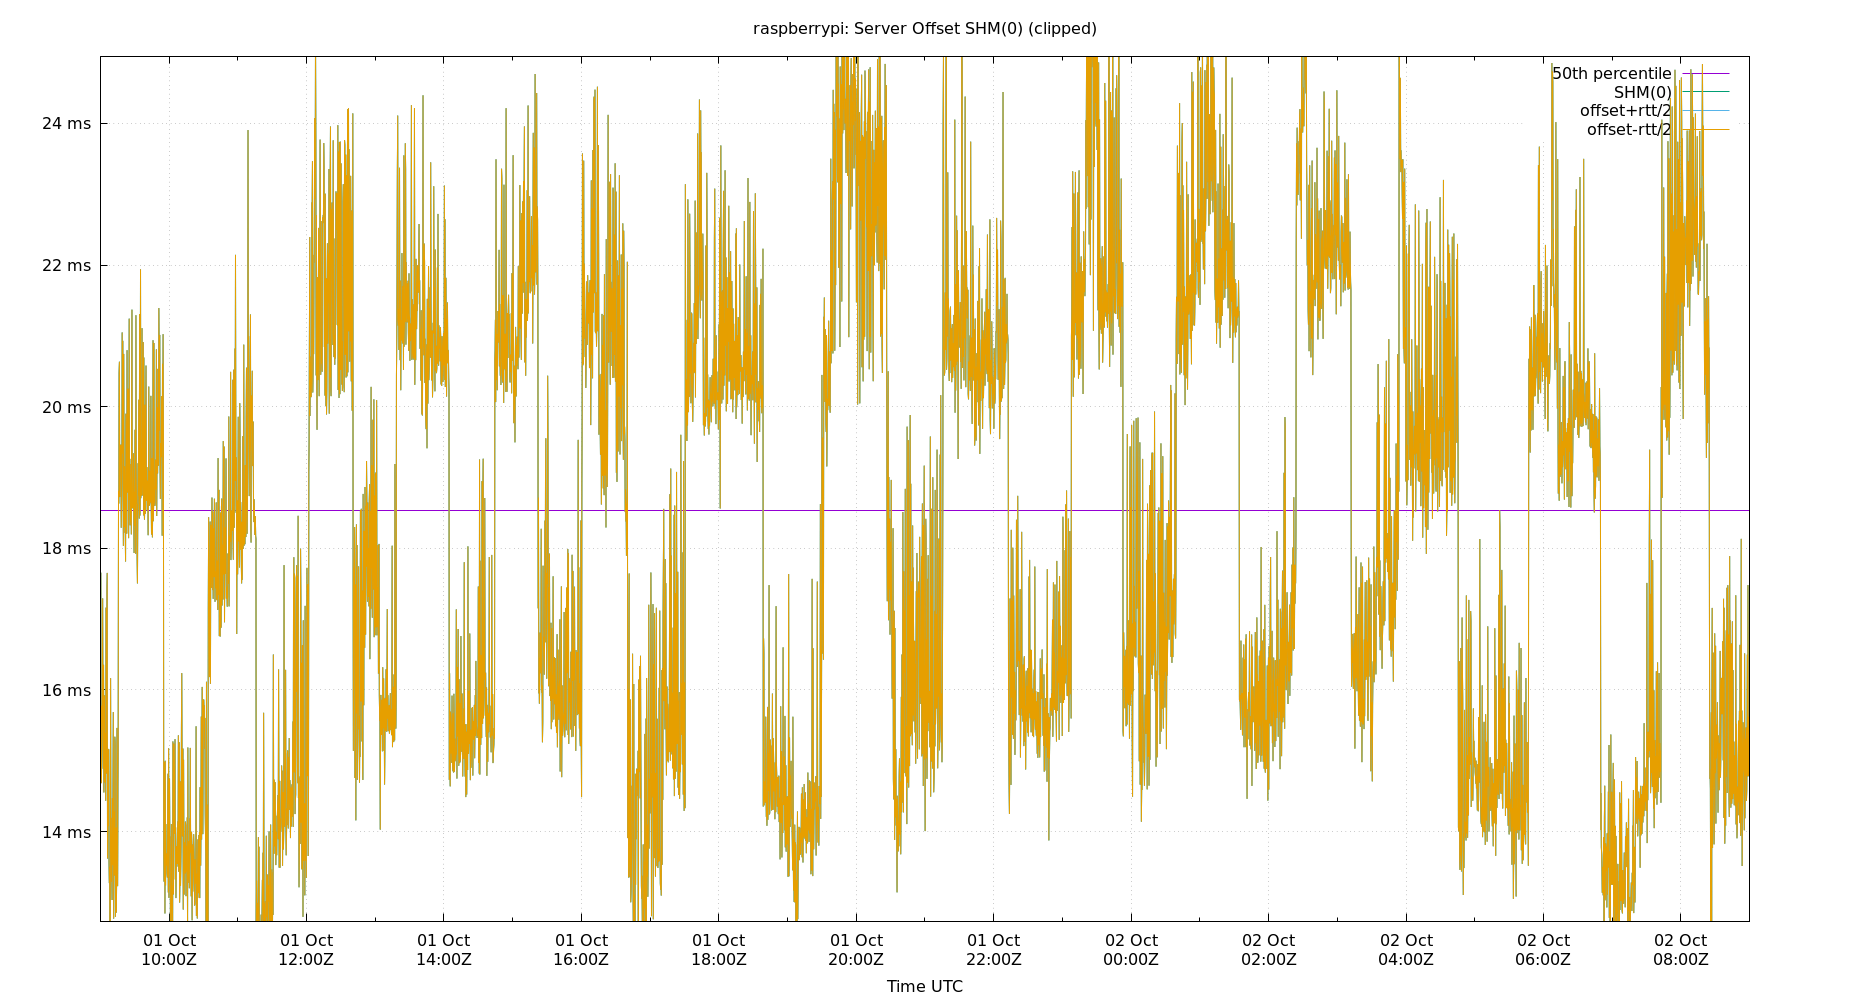 raspberrypi: Server Offset SHM(0) (clipped)
50th percentile
SHM(0)
offset+rtt/2
offset-rtt/2
24 ms
22 ms
20 ms
18 ms
16 ms
14 ms
01 Oct 01 Oct 01 Oct 01 Oct 01 Oct 01 Oct 01 Oct 02 Oct 02 Oct 02 Oct 02 Oct 02 Oct
10:00Z 12:00Z 14:00Z 16:00Z 18:00Z 20:00Z 22:00Z 00:00Z 02:00Z 04:00Z 06:00Z 08:00Z
Time UTC